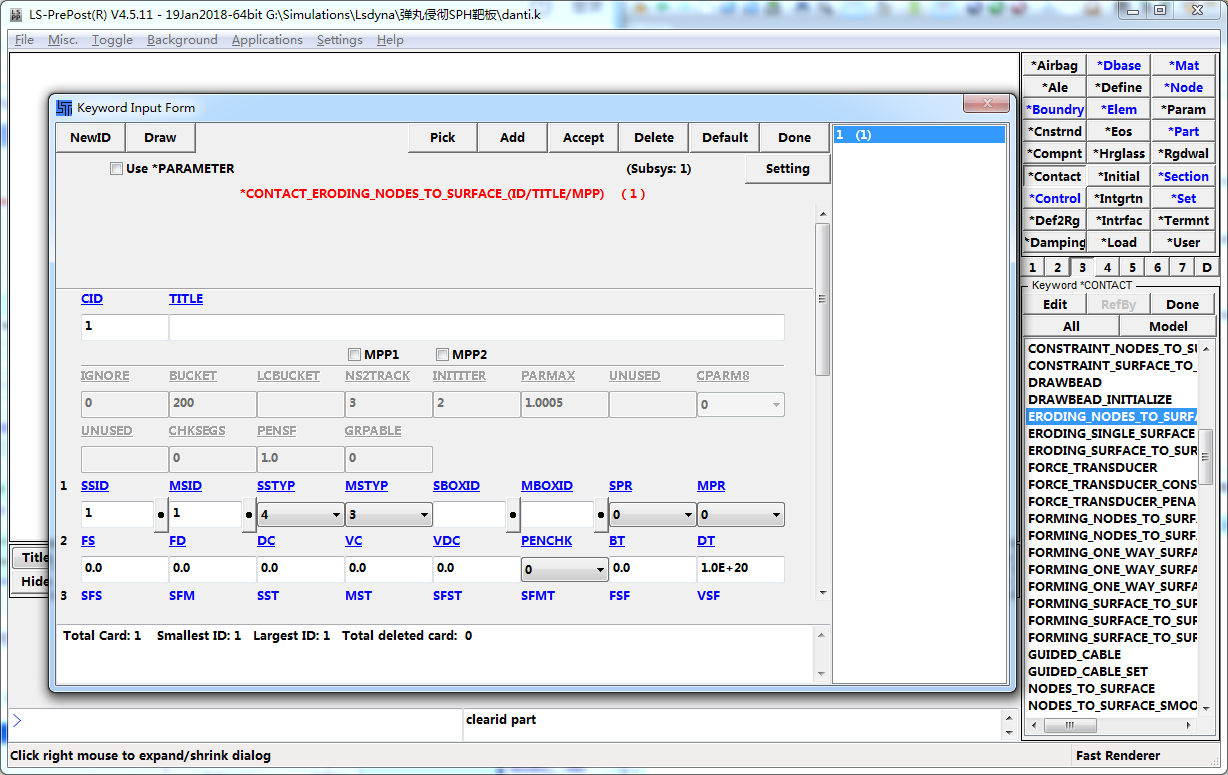 LS-PrePost(R) V4.5.11 - 19Jan2018-64bit G:\Simulations\Lsdyna\弹丸侵彻SPH靶板\danti.k
File Misc. Toggle Background Applications Settings Help
Keyword Input Form
NewID Draw Pick Add Accept Delete Default Done
Use *PARAMETER (Subsys: 1) Setting
*CONTACT_ERODING_NODES_TO_SURFACE_(ID/TITLE/MPP) ( 1 )
CID TITLE
1
MPP1 MPP2
IGNORE BUCKET LCBUCKET NS2TRACK INITITER PARMAX UNUSED CPARM8
0 200 3 2 1.0005 0
UNUSED CHKSEGS PENSF GRPABLE
0 1.0 0
1 SSID MSID SSTYP MSTYP SBOXID MBOXID SPR MPR
1 1 4 3 0 0
2 FS FD DC VC VDC PENCHK BT DT
0.0 0.0 0.0 0.0 0.0 0 0.0 1.0E+20
3 SFS SFM SST MST SFST SFMT FSF VSF
Total Card: 1 Smallest ID: 1 Largest ID: 1 Total deleted card: 0
1 (1)
*Airbag *Dbase *Mat
*Ale *Define *Node
*Boundry *Elem *Param
*Cnstrnd *Eos *Part
*Compnt *Hrglass *Rgdwal
*Contact *Initial *Section
*Control *Intgrtn *Set
*Def2Rg *Intrfac *Termnt
*Damping *Load *User
1 2 3 4 5 6 7 D
Keyword *CONTACT
Edit RefBy Done
All Model
CONSTRAINT_NODES_TO_SU
CONSTRAINT_SURFACE_TO_
DRAWBEAD
DRAWBEAD_INITIALIZE
ERODING_NODES_TO_SURFA
ERODING_SINGLE_SURFACE
ERODING_SURFACE_TO_SUR
FORCE_TRANSDUCER
FORCE_TRANSDUCER_CONS
FORCE_TRANSDUCER_PENA
FORMING_NODES_TO_SURF
FORMING_NODES_TO_SURF
FORMING_ONE_WAY_SURFA
FORMING_ONE_WAY_SURFA
FORMING_ONE_WAY_SURFA
FORMING_SURFACE_TO_SUR
FORMING_SURFACE_TO_SUR
FORMING_SURFACE_TO_SUR
GUIDED_CABLE
GUIDED_CABLE_SET
NODES_TO_SURFACE
NODES_TO_SURFACE_SMOO
Title
Hide
> clearid part
Click right mouse to expand/shrink dialog Fast Renderer